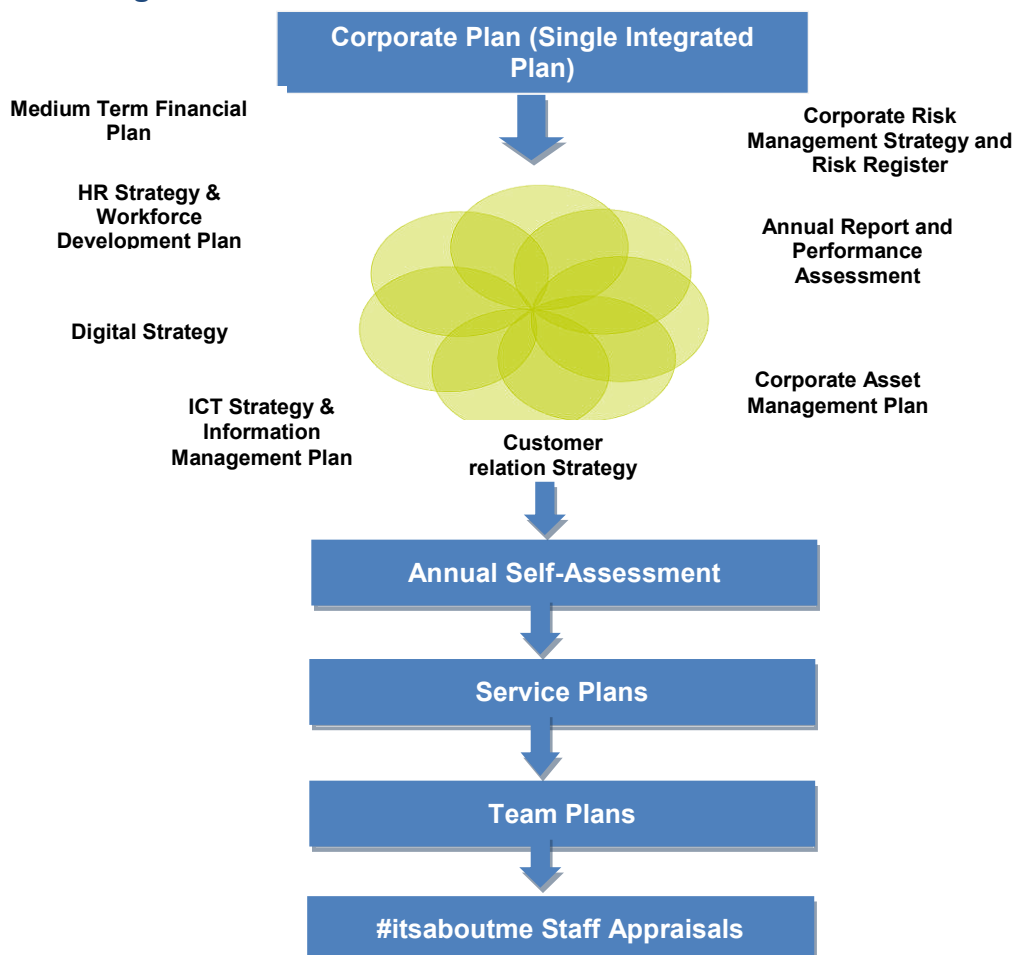 Corporate Plan (Single Integrated
Plan)
Medium Term Financial
Plan
Corporate Risk
Management Strategy and
Risk Register
HR Strategy &
Workforce
Development Plan
Annual Report and
Performance
Assessment
Digital Strategy
Corporate Asset
Management Plan
ICT Strategy &
Information
Management Plan
Customer
relation Strategy
Annual Self-Assessment
Service Plans
Team Plans
#itsaboutme Staff Appraisals